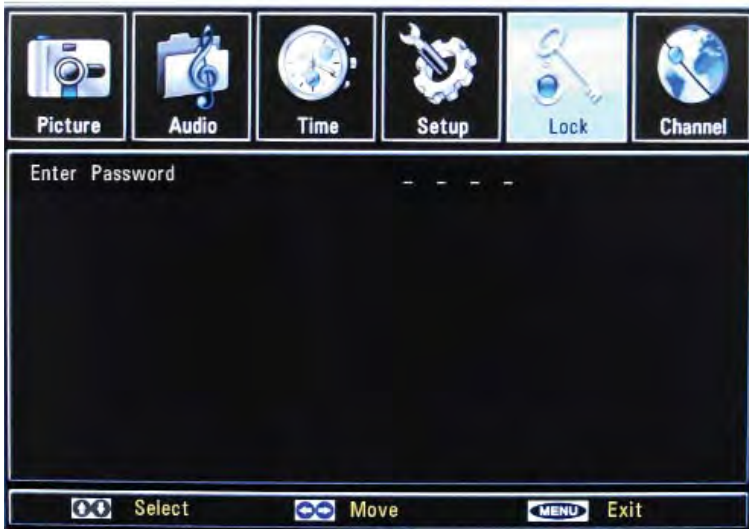 Picture Audio Time Setup Lock Channel
Enter Password _ _ _ _
Select Move MENU Exit